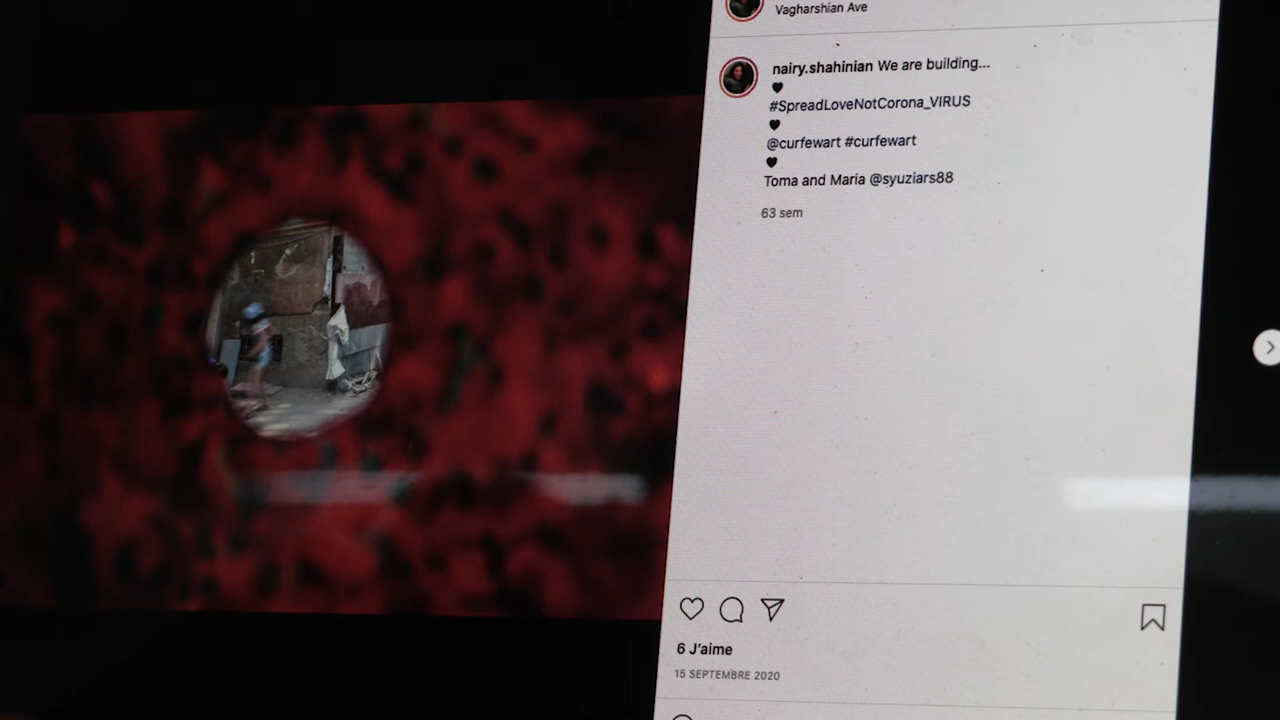 Vagharshian Ave
nairy.shahinian We are building...
🖤
#SpreadLoveNotCorona_VIRUS
🖤
@curfewart #curfewart
🖤
Toma and Maria @syuziars88
63 sem
6 J'aime
15 SEPTEMBRE 2020